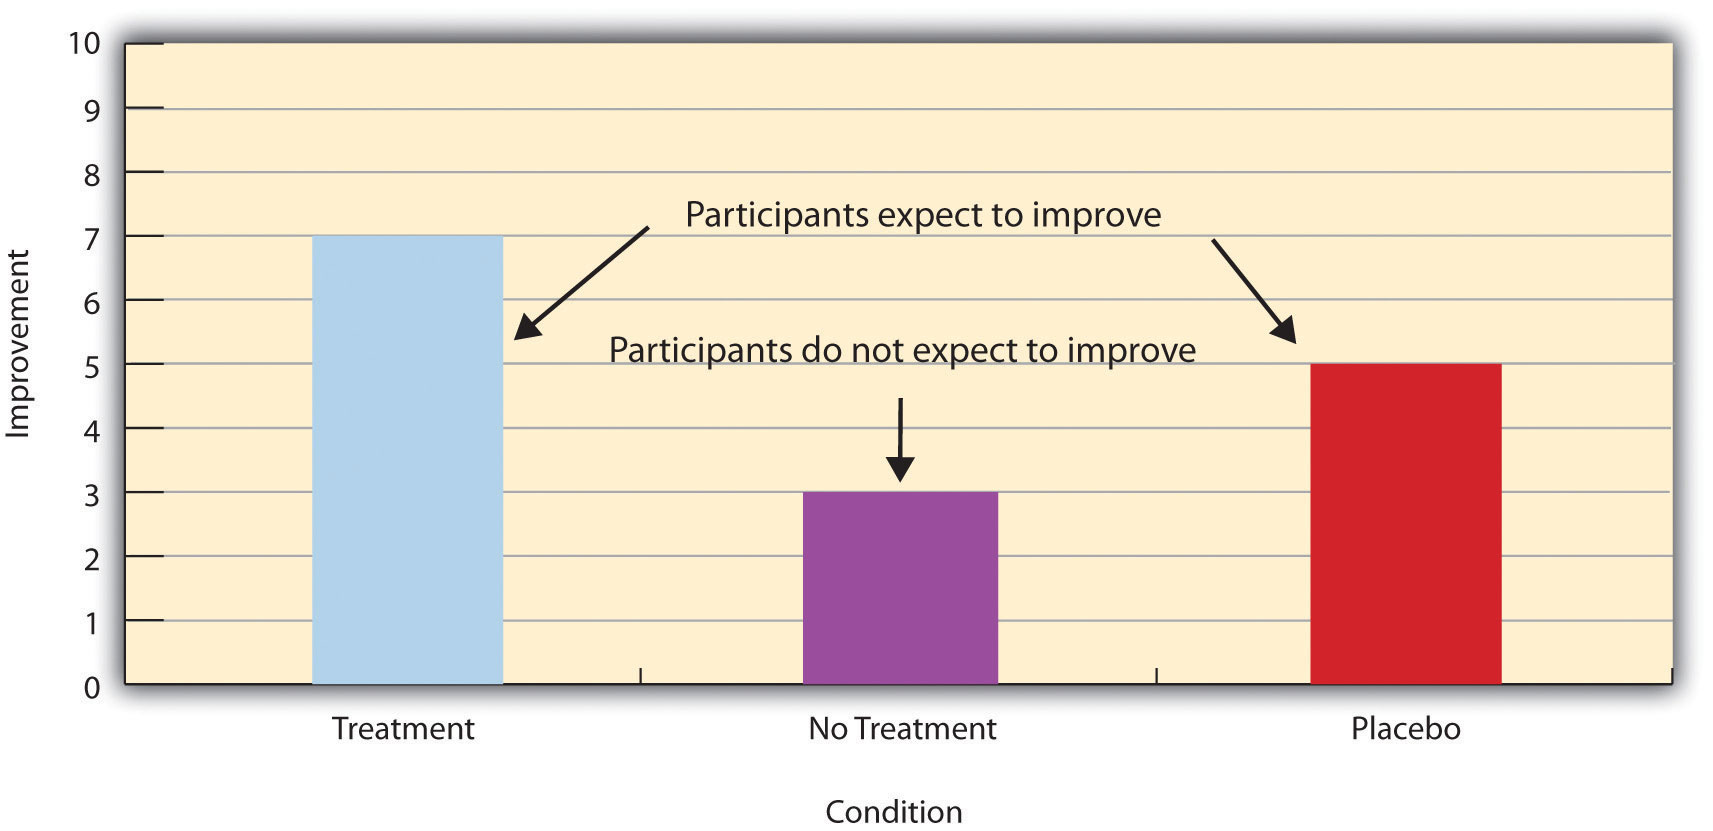 10
9
8
7
6
5
4
3
2
1
0
Improvement
Participants expect to improve
Participants do not expect to improve
Treatment
No Treatment
Placebo
Condition